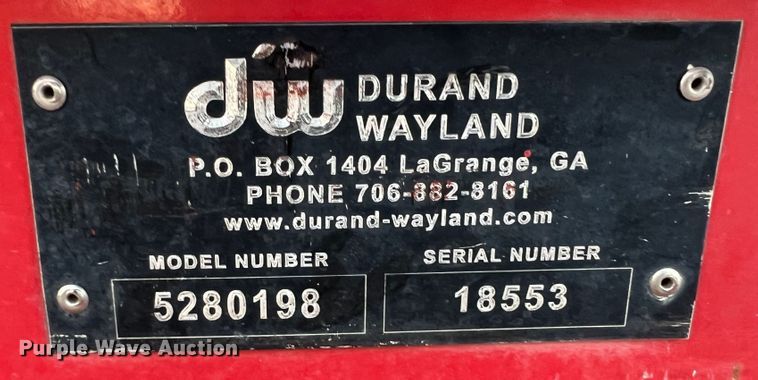 dw DURAND
WAYLAND
P.O. BOX 1404 LaGrange, GA
PHONE 706-882-8161
www.durand-wayland.com
MODEL NUMBER SERIAL NUMBER
5280198 18553
Purple Wave Auction